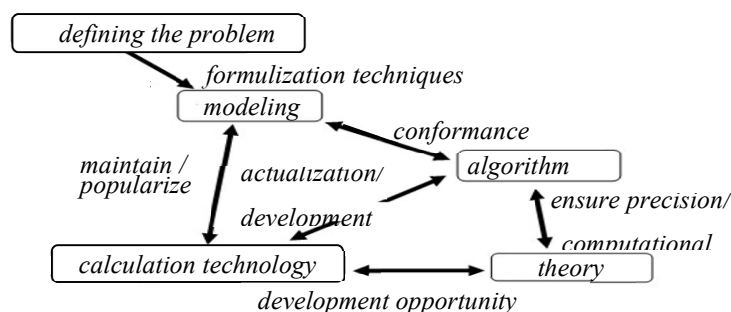 defining the problem
formulization techniques
modeling
conformance
maintain /
popularize
actualization/
development
algorithm
ensure precision/
computational
calculation technology
theory
development opportunity